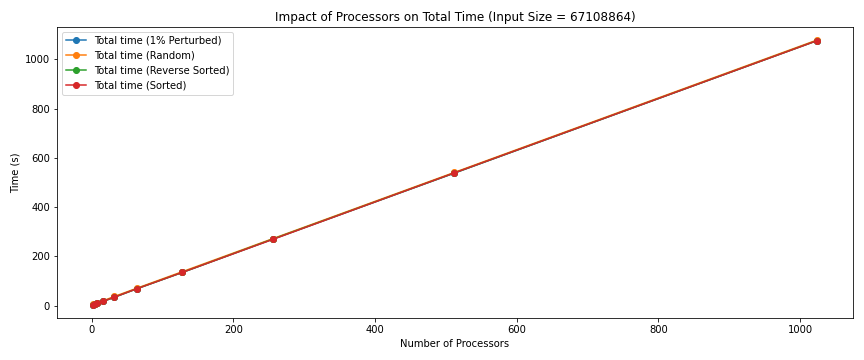 Impact of Processors on Total Time (Input Size = 67108864)
Total time (1% Perturbed)
Total time (Random)
Total time (Reverse Sorted)
Total time (Sorted)
Time (s)
1000
800
600
400
200
0
0 200 400 600 800 1000
Number of Processors